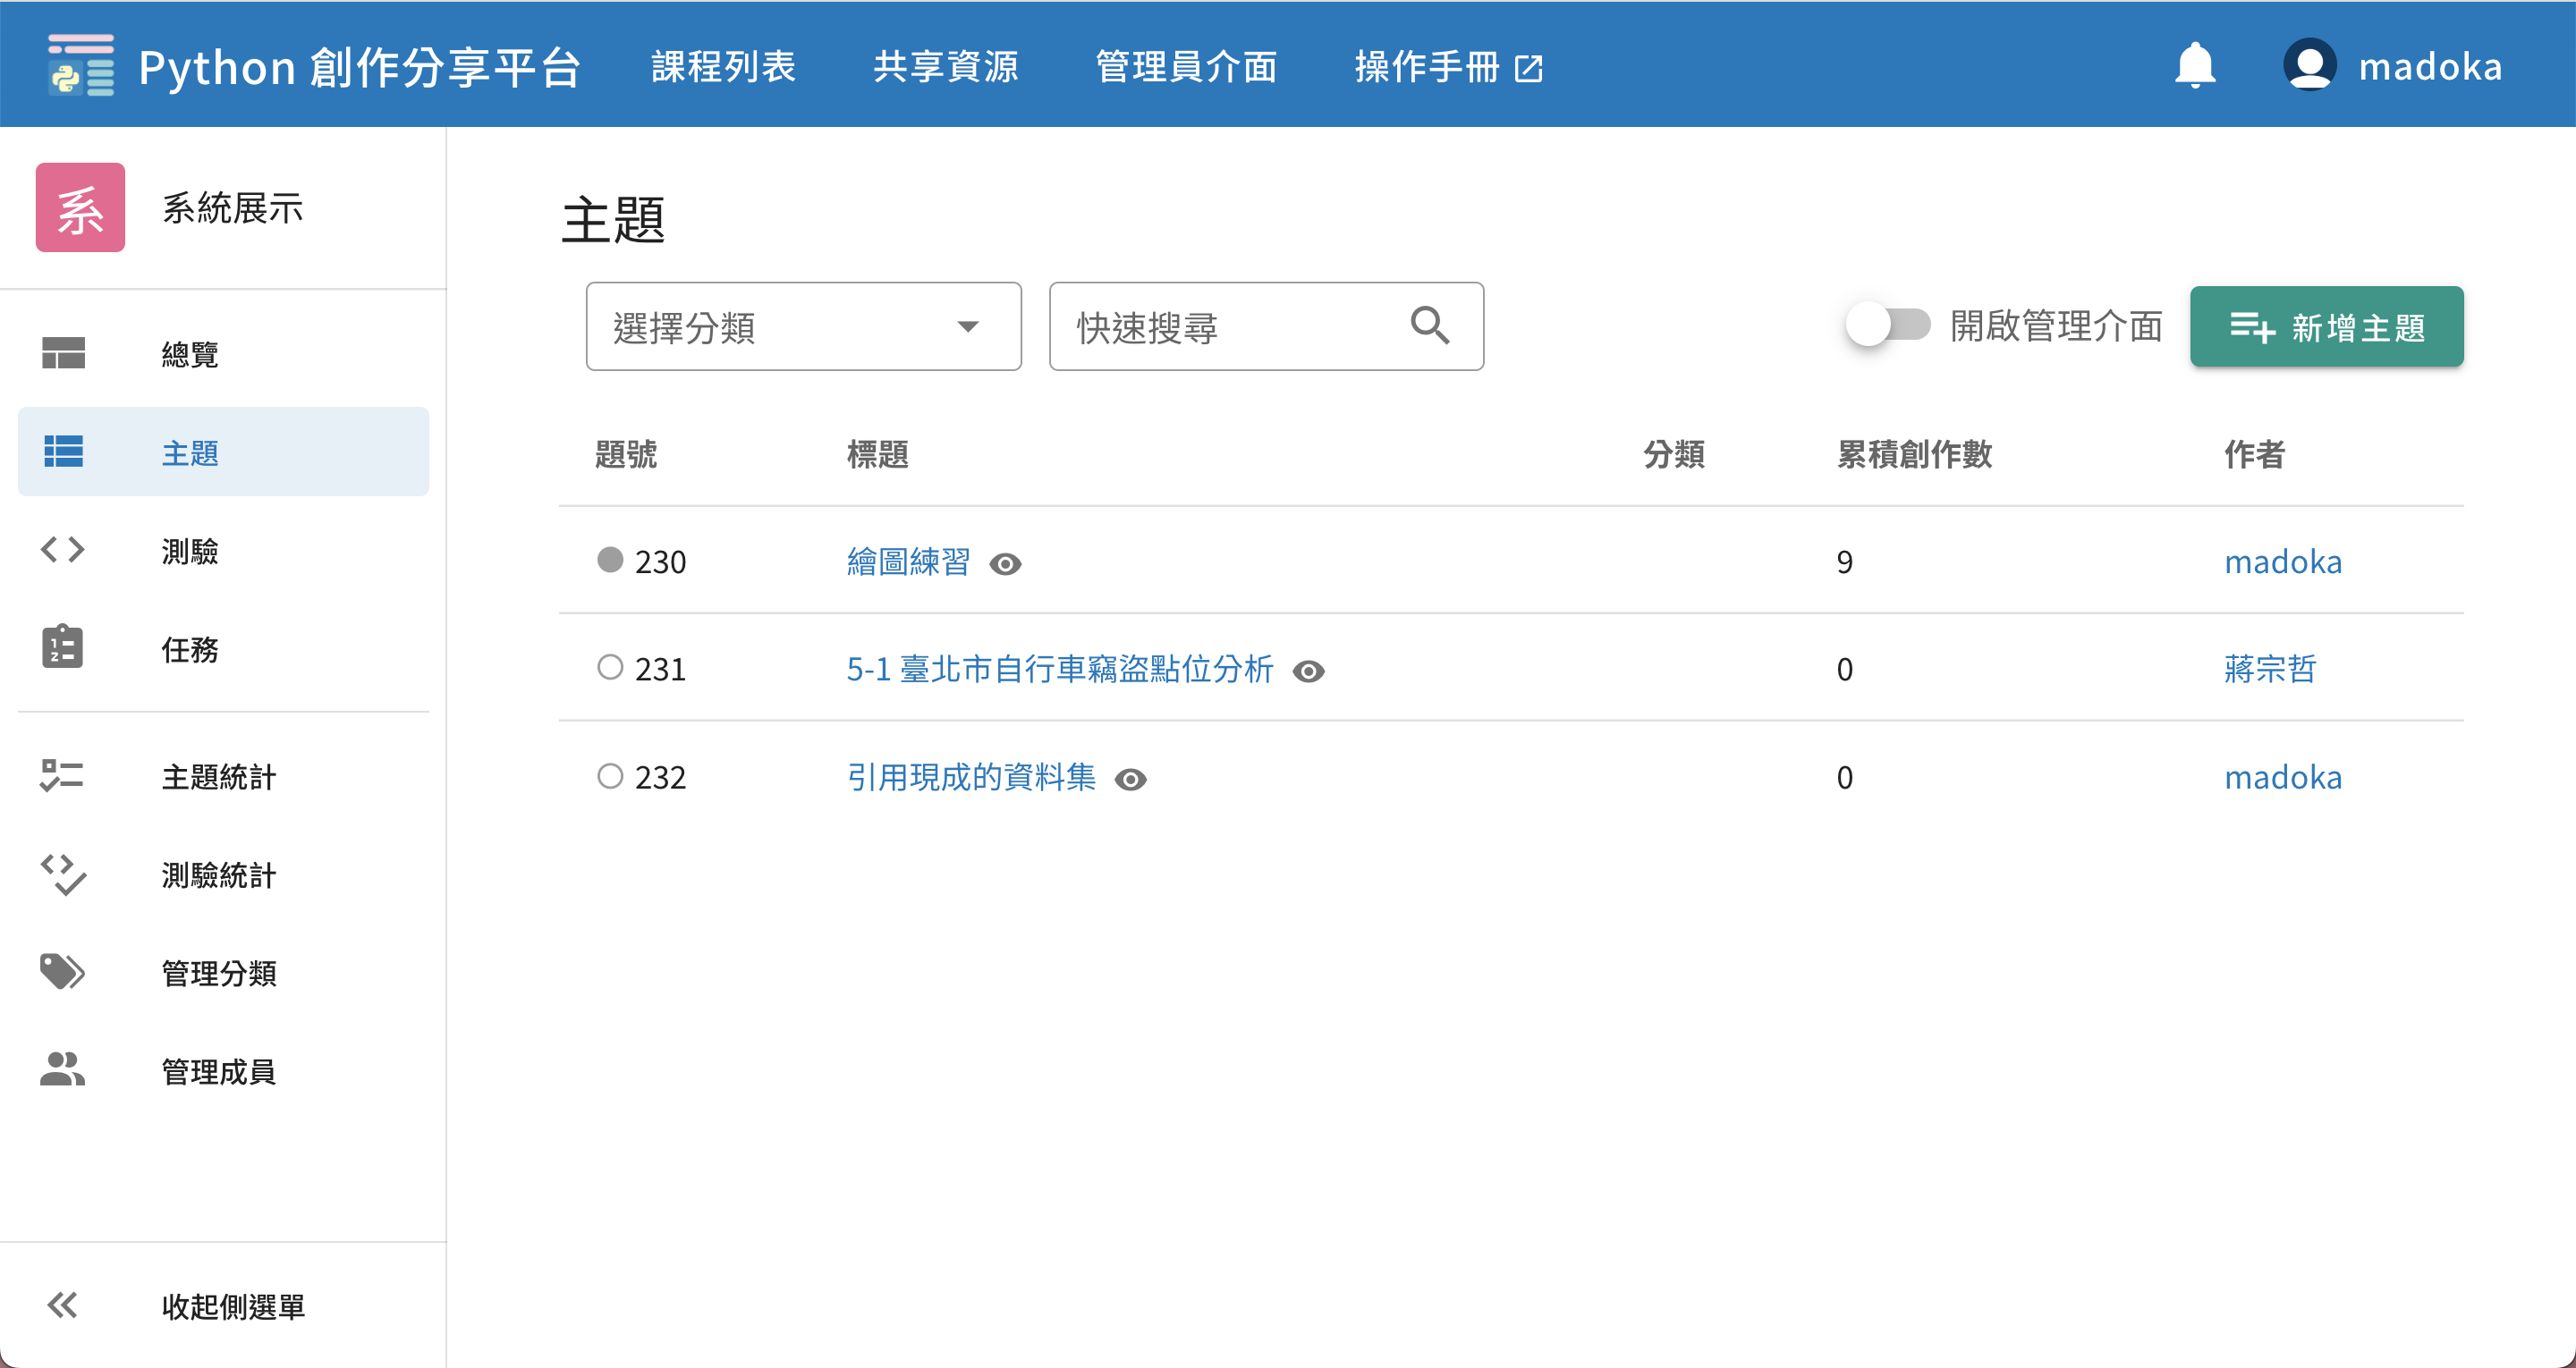 Python 創作分享平台 課程列表 共享資源 管理員介面 操作手冊 madoka
系 系統展示
總覽
主題
測驗
任務
主題統計
測驗統計
管理分類
管理成員
收起側選單
主題
選擇分類 快速搜尋 開啟管理介面 新增主題
題號 標題 分類 累積創作數 作者
230 繪圖練習 9 madoka
231 5-1 臺北市自行車竊盜點位分析 0 蔣宗哲
232 引用現成的資料集 0 madoka